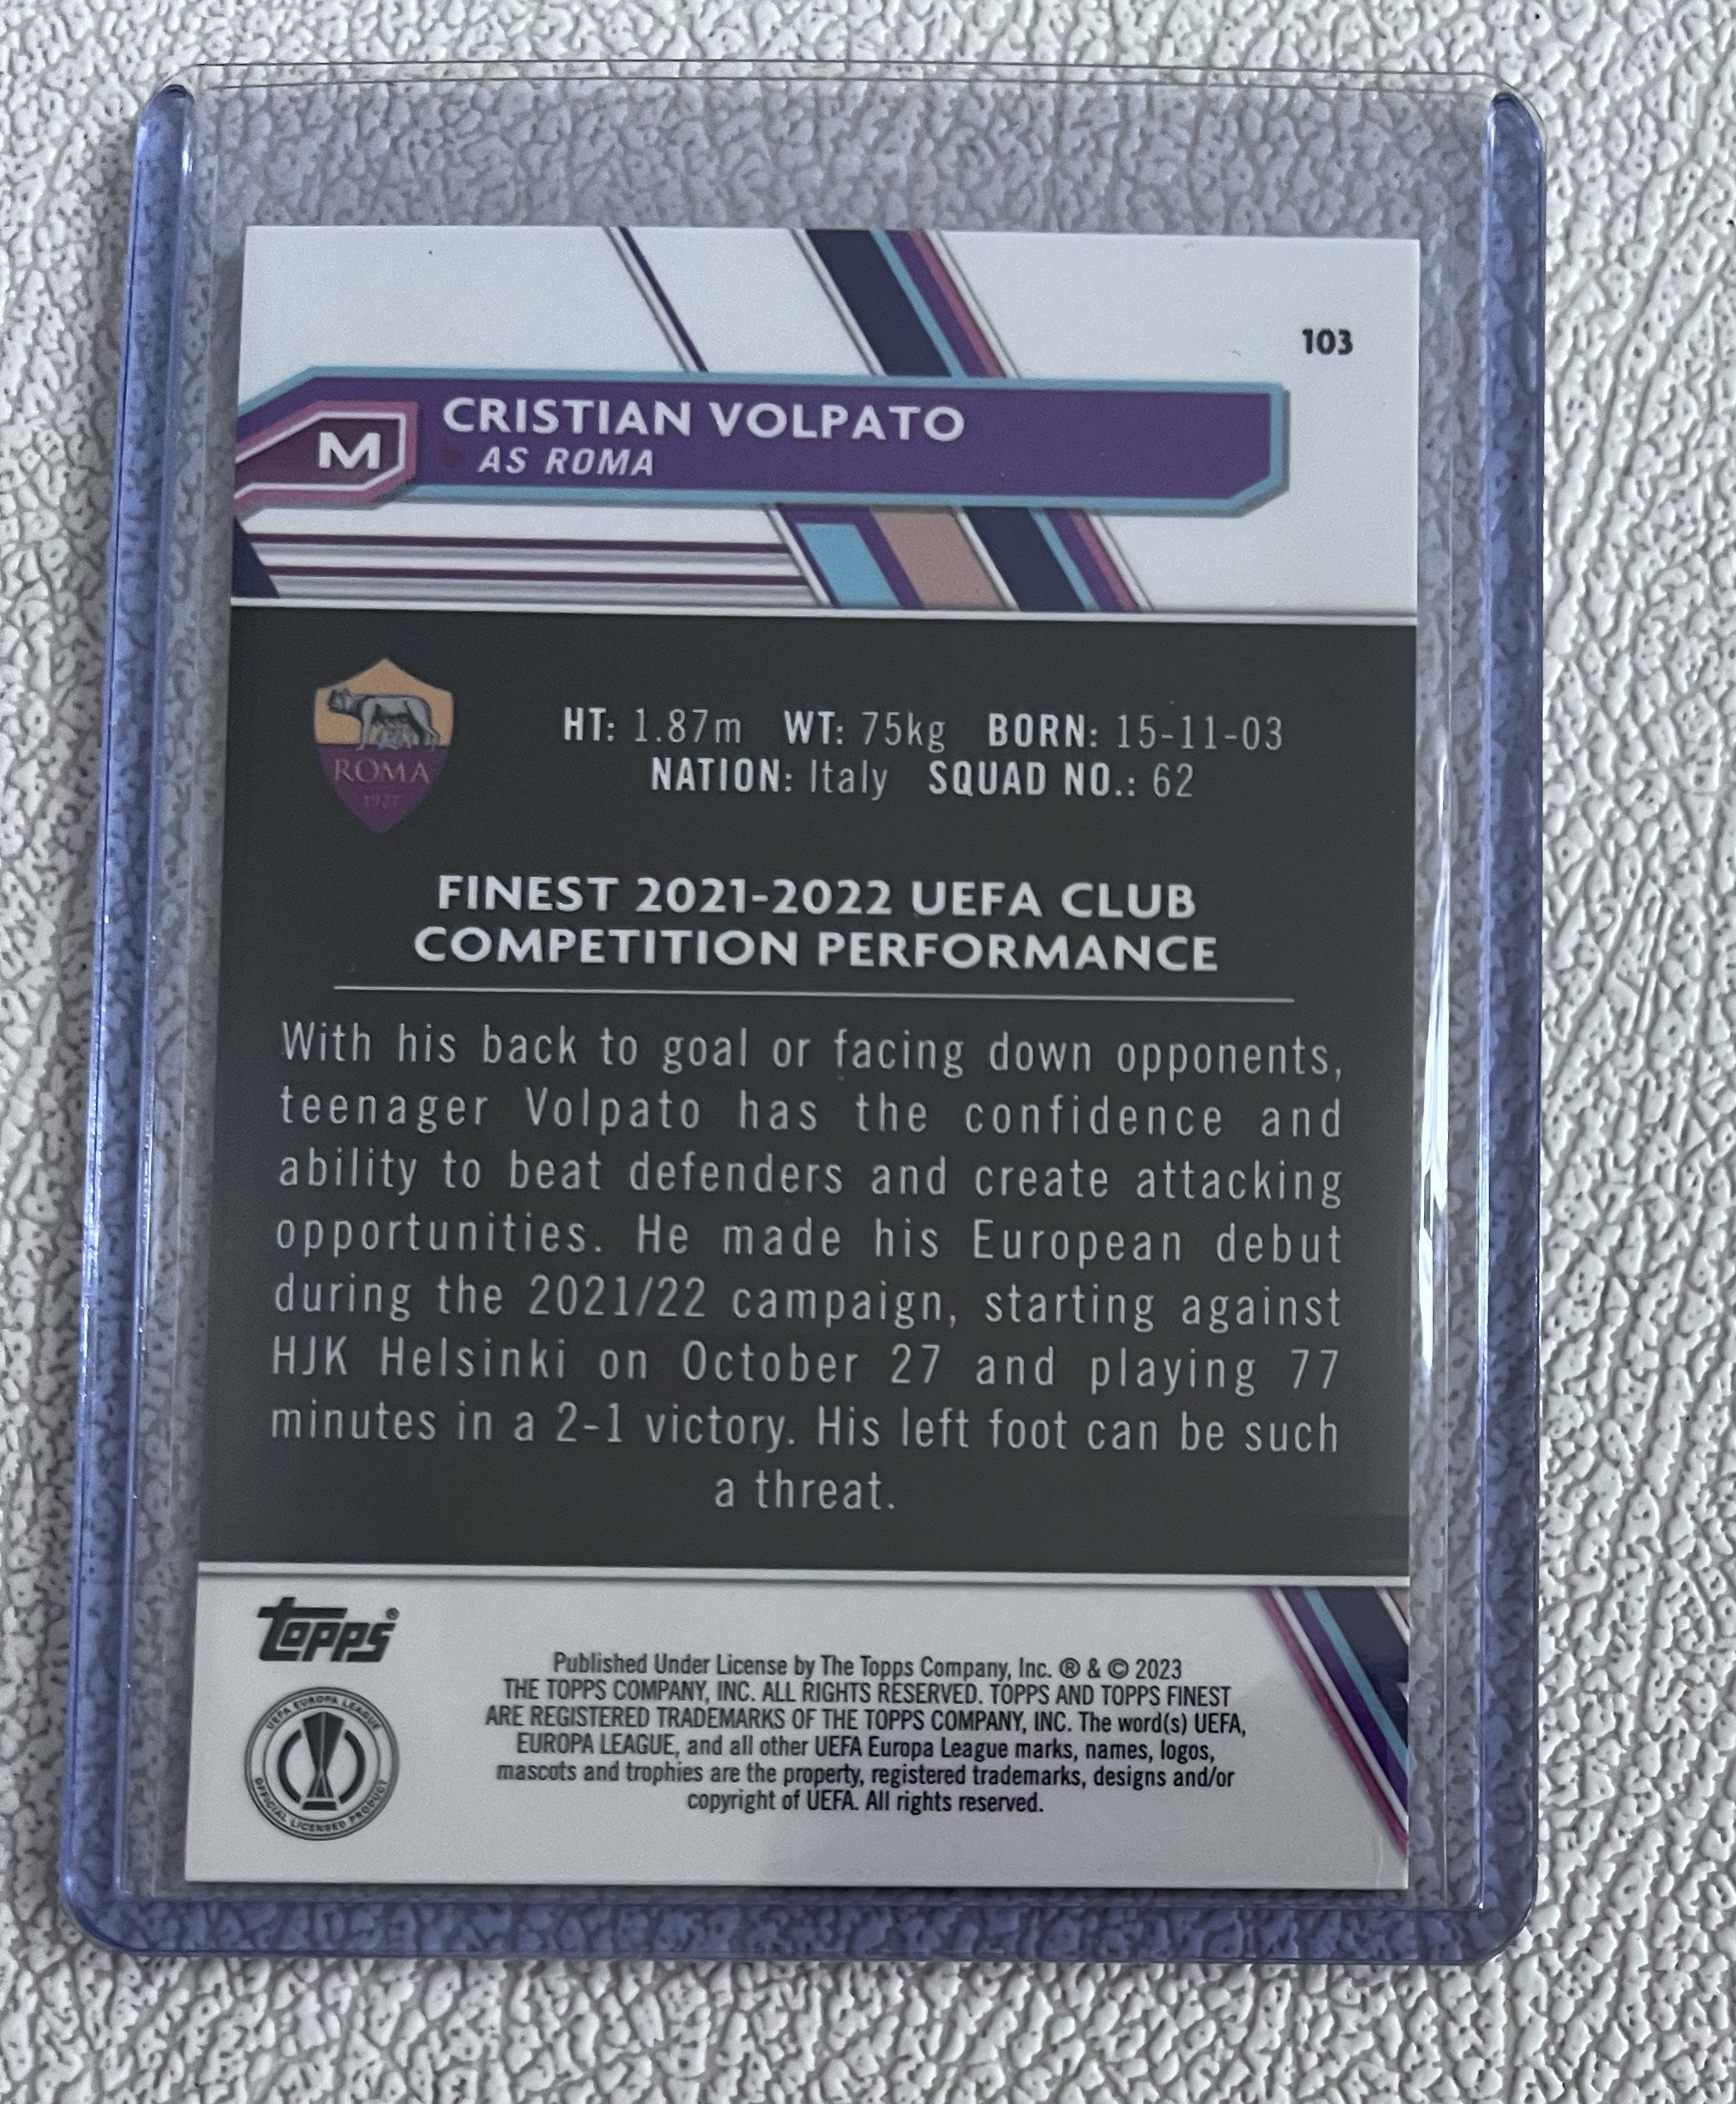 103
CRISTIAN VOLPATO
M
AS ROMA
HT: 1.87m WT: 75kg BORN: 15-11-03
NATION: Italy SQUAD NO.: 62
ROMA
1927
FINEST 2021-2022 UEFA CLUB
COMPETITION PERFORMANCE
With his back to goal or facing down opponents,
teenager Volpato has the confidence and
ability to beat defenders and create attacking
opportunities. He made his European debut
during the 2021/22 campaign, starting against
HJK Helsinki on October 27 and playing 77
minutes in a 2-1 victory. His left foot can be such
a threat.
topps®
Published Under License by The Topps Company, Inc. ® & © 2023
THE TOPPS COMPANY, INC. ALL RIGHTS RESERVED. TOPPS AND TOPPS FINEST
ARE REGISTERED TRADEMARKS OF THE TOPPS COMPANY, INC. The word(s) UEFA,
EUROPA LEAGUE, and all other UEFA Europa League marks, names, logos,
mascots and trophies are the property, registered trademarks, designs and/or
copyright of UEFA. All rights reserved.
UEFA EUROPA LEAGUE
OFFICIAL LICENSED PRODUCT